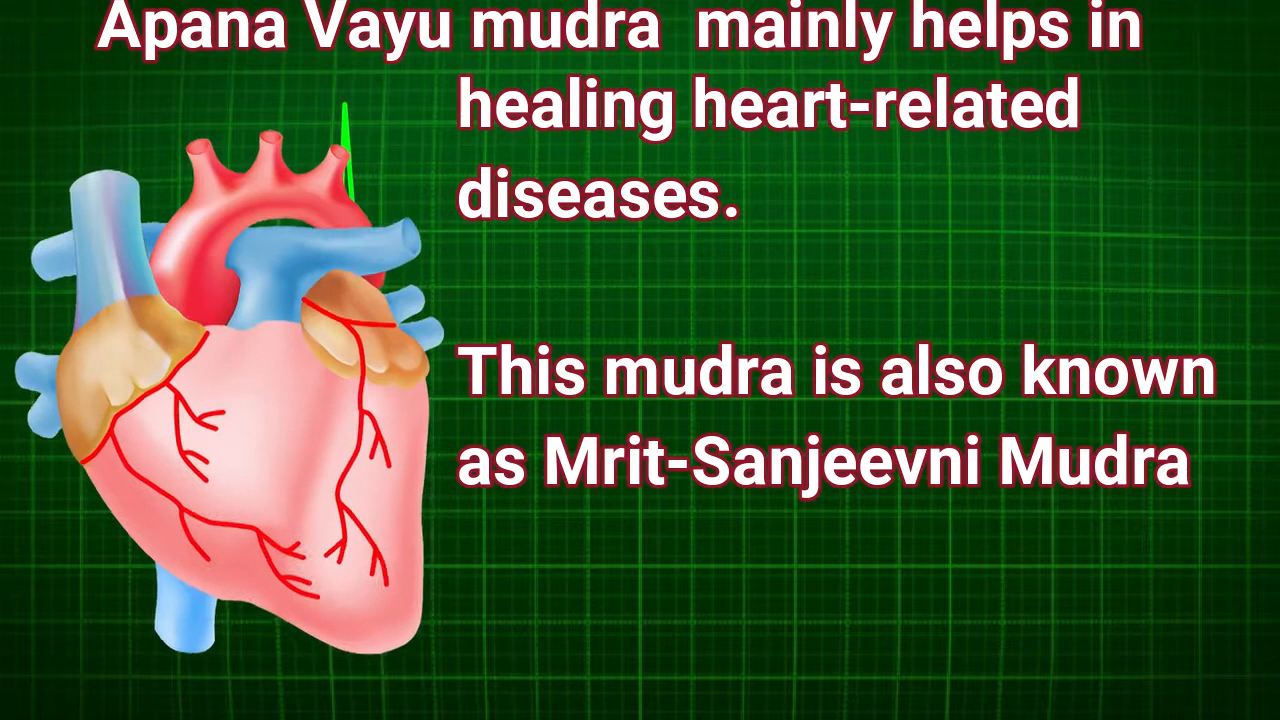 Apana Vayu mudra mainly helps in
healing heart-related
diseases.
This mudra is also known
as Mrit-Sanjeevni Mudra